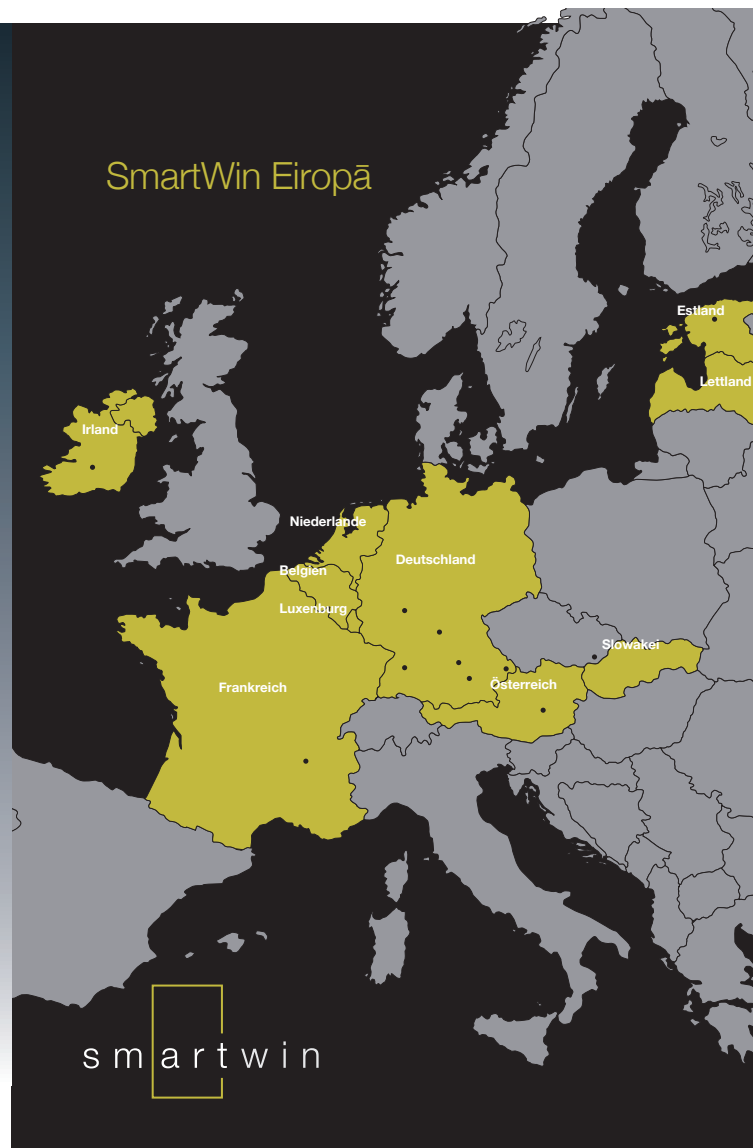 SmartWin Eiropā
Estland
Lettland
Irland
Niederlande
Deutschland
Belgien
Luxenburg
Slowakei
Frankreich
Österreich
smartwin